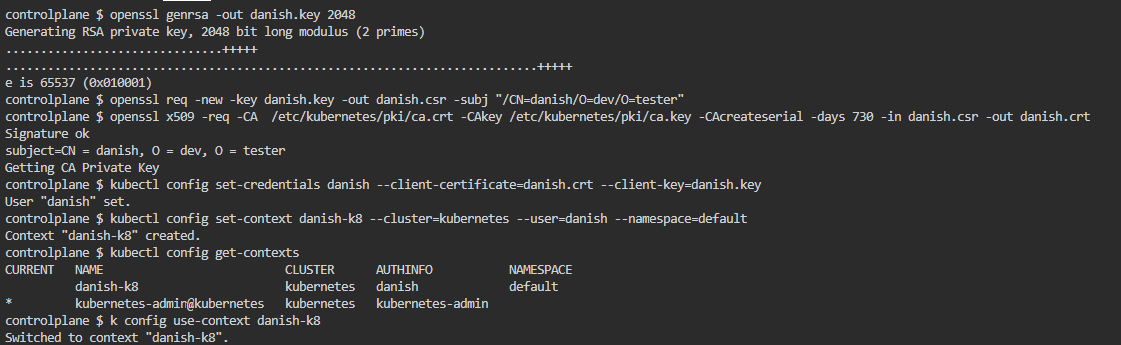 controlplane $ openssl genrsa -out danish.key 2048
Generating RSA private key, 2048 bit long modulus (2 primes)
...............................+++++
............................................................................+++++
e is 65537 (0x010001)
controlplane $ openssl req -new -key danish.key -out danish.csr -subj "/CN=danish/O=dev/O=tester"
controlplane $ openssl x509 -req -CA  /etc/kubernetes/pki/ca.crt -CAkey /etc/kubernetes/pki/ca.key -CAcreateserial -days 730 -in danish.csr -out danish.crt
Signature ok
subject=CN = danish, O = dev, O = tester
Getting CA Private Key
controlplane $ kubectl config set-credentials danish --client-certificate=danish.crt --client-key=danish.key
User "danish" set.
controlplane $ kubectl config set-context danish-k8 --cluster=kubernetes --user=danish --namespace=default
Context "danish-k8" created.
controlplane $ kubectl config get-contexts
CURRENT   NAME                          CLUSTER      AUTHINFO           NAMESPACE
          danish-k8                     kubernetes   danish             default
*         kubernetes-admin@kubernetes   kubernetes   kubernetes-admin
controlplane $ k config use-context danish-k8
Switched to context "danish-k8".